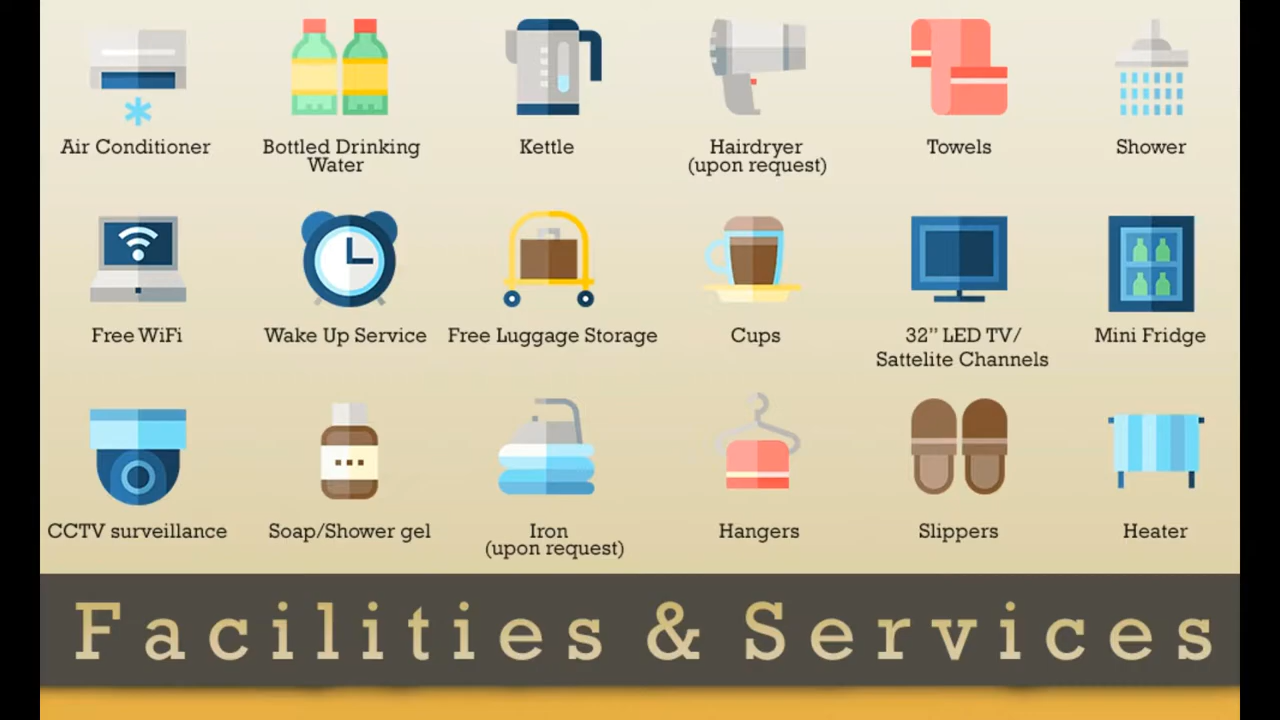 Air Conditioner
Bottled Drinking
Water
Kettle
Hairdryer
(upon request)
Towels
Shower
Free WiFi
Wake Up Service
Free Luggage Storage
Cups
32” LED TV/
Sattelite Channels
Mini Fridge
CCTV surveillance
Soap/Shower gel
Iron
(upon request)
Hangers
Slippers
Heater
Facilities & Services